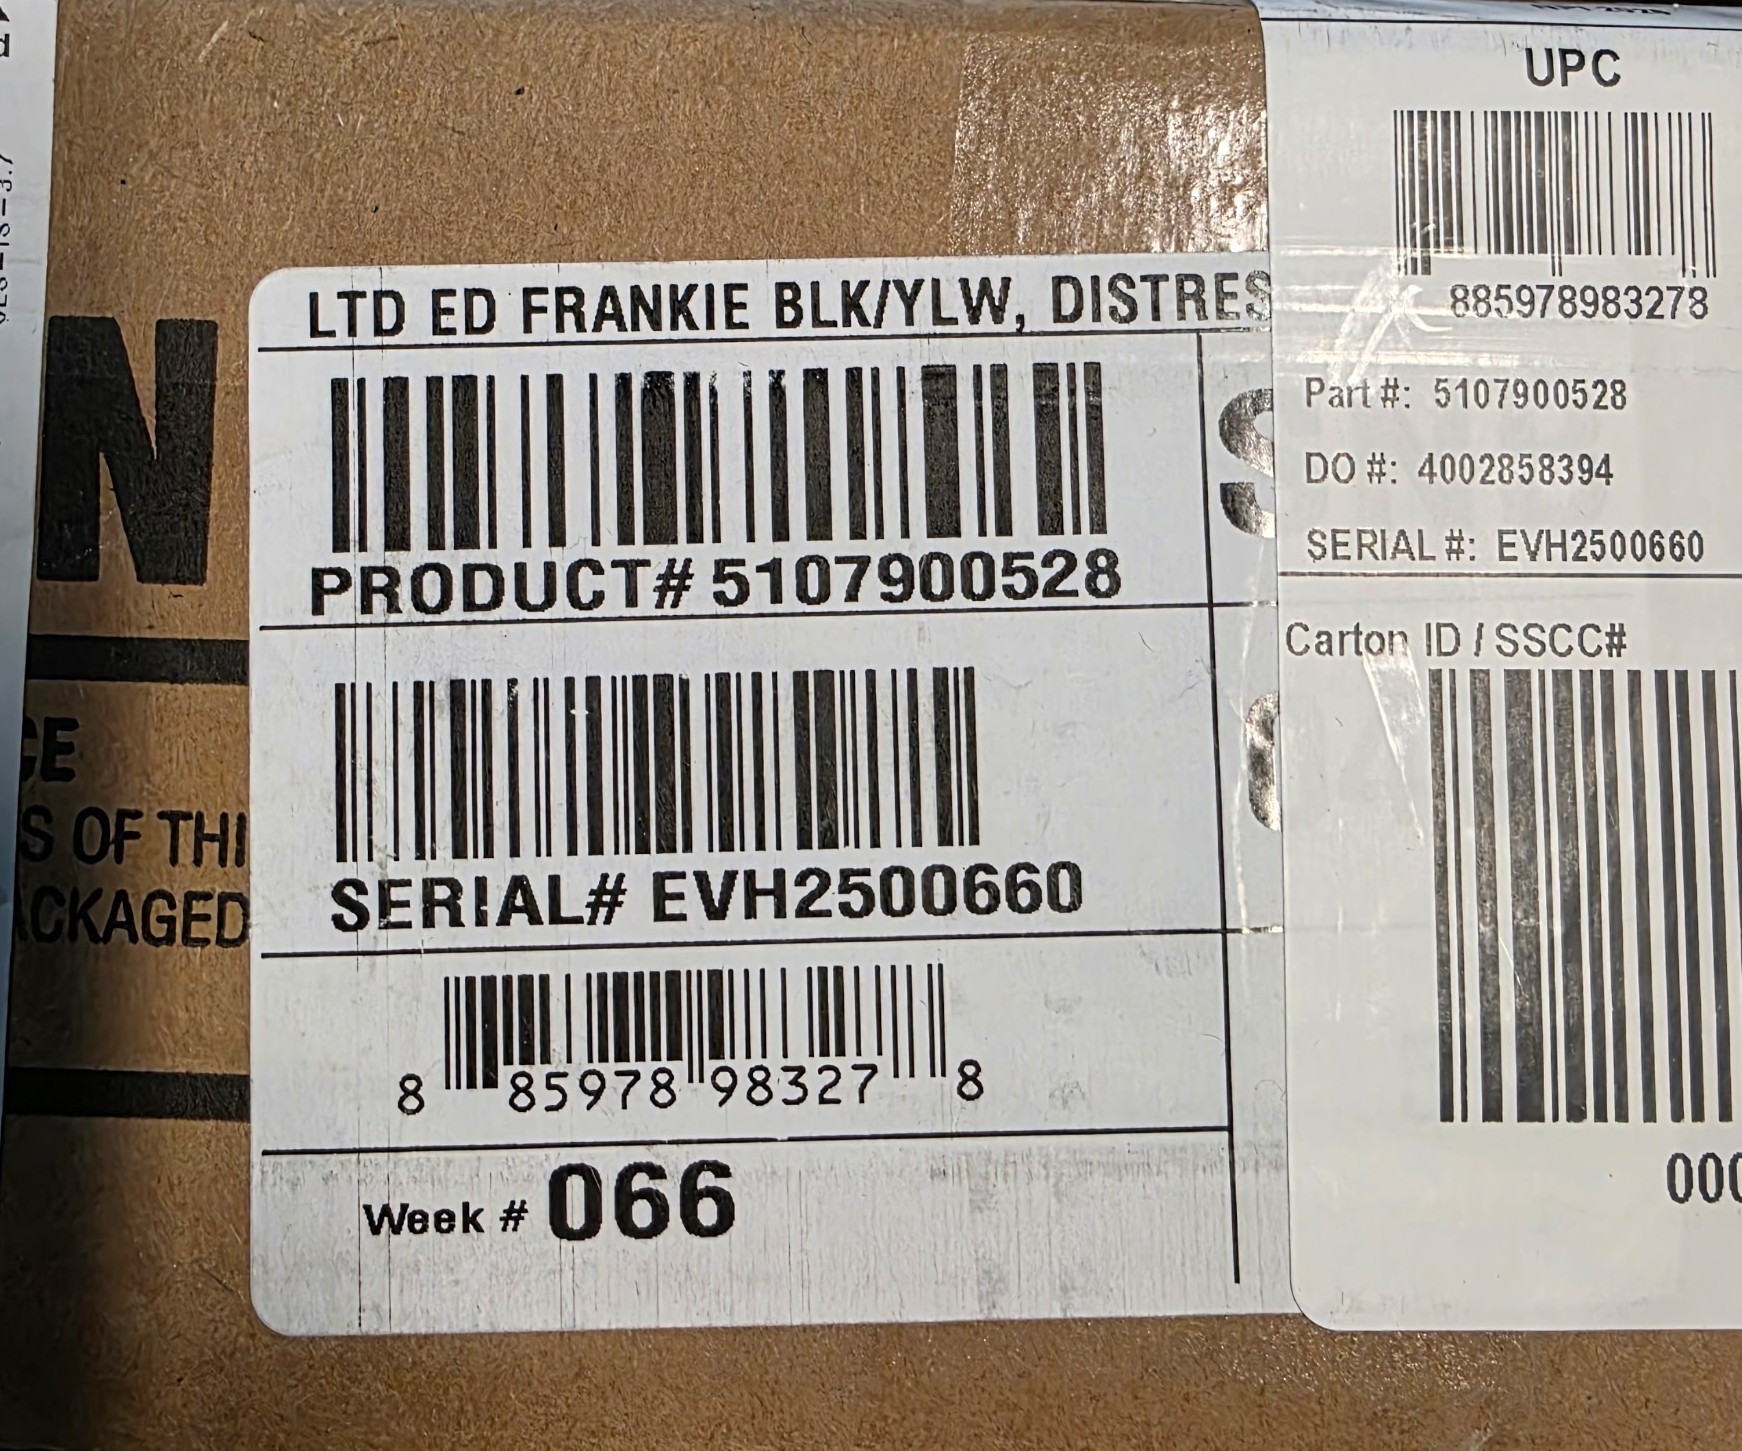 N
CE
S OF THI
ACKAGED
LTD ED FRANKIE BLK/YLW, DISTRES
PRODUCT# 5107900528
SERIAL# EVH2500660
8 85978 98327 8
Week # 066
UPC
885978983278
Part #: 5107900528
DO #: 4002858394
SERIAL #: EVH2500660
Carton ID / SSCC#
000